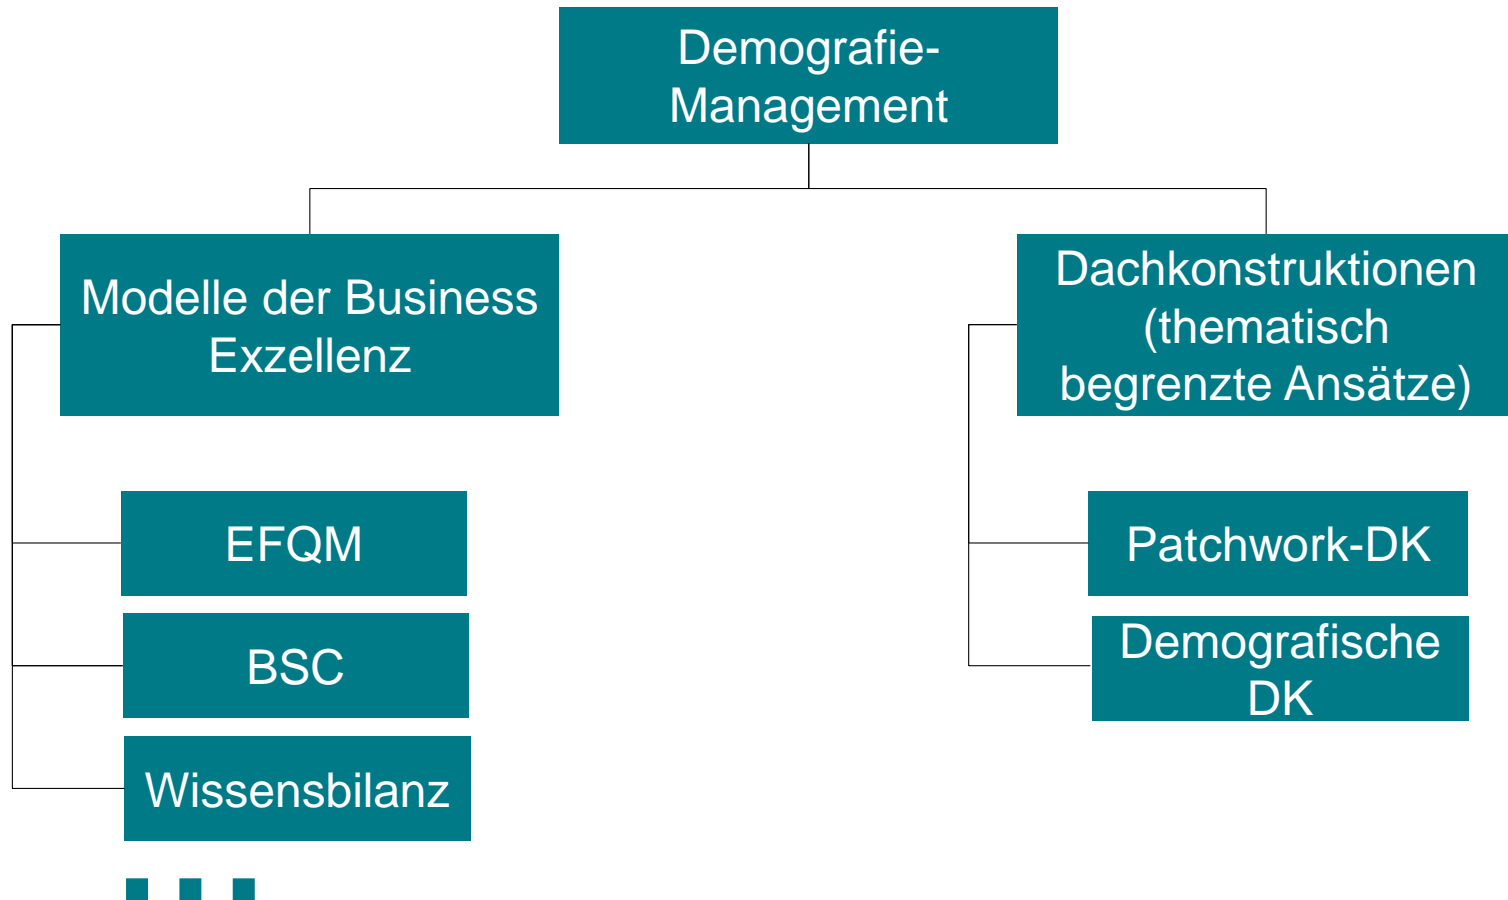 Demografie-
Management
Modelle der Business
Exzellenz
Dachkonstruktionen
(thematisch
begrenzte Ansätze)
EFQM
BSC
Wissensbilanz
Patchwork-DK
Demografische
DK